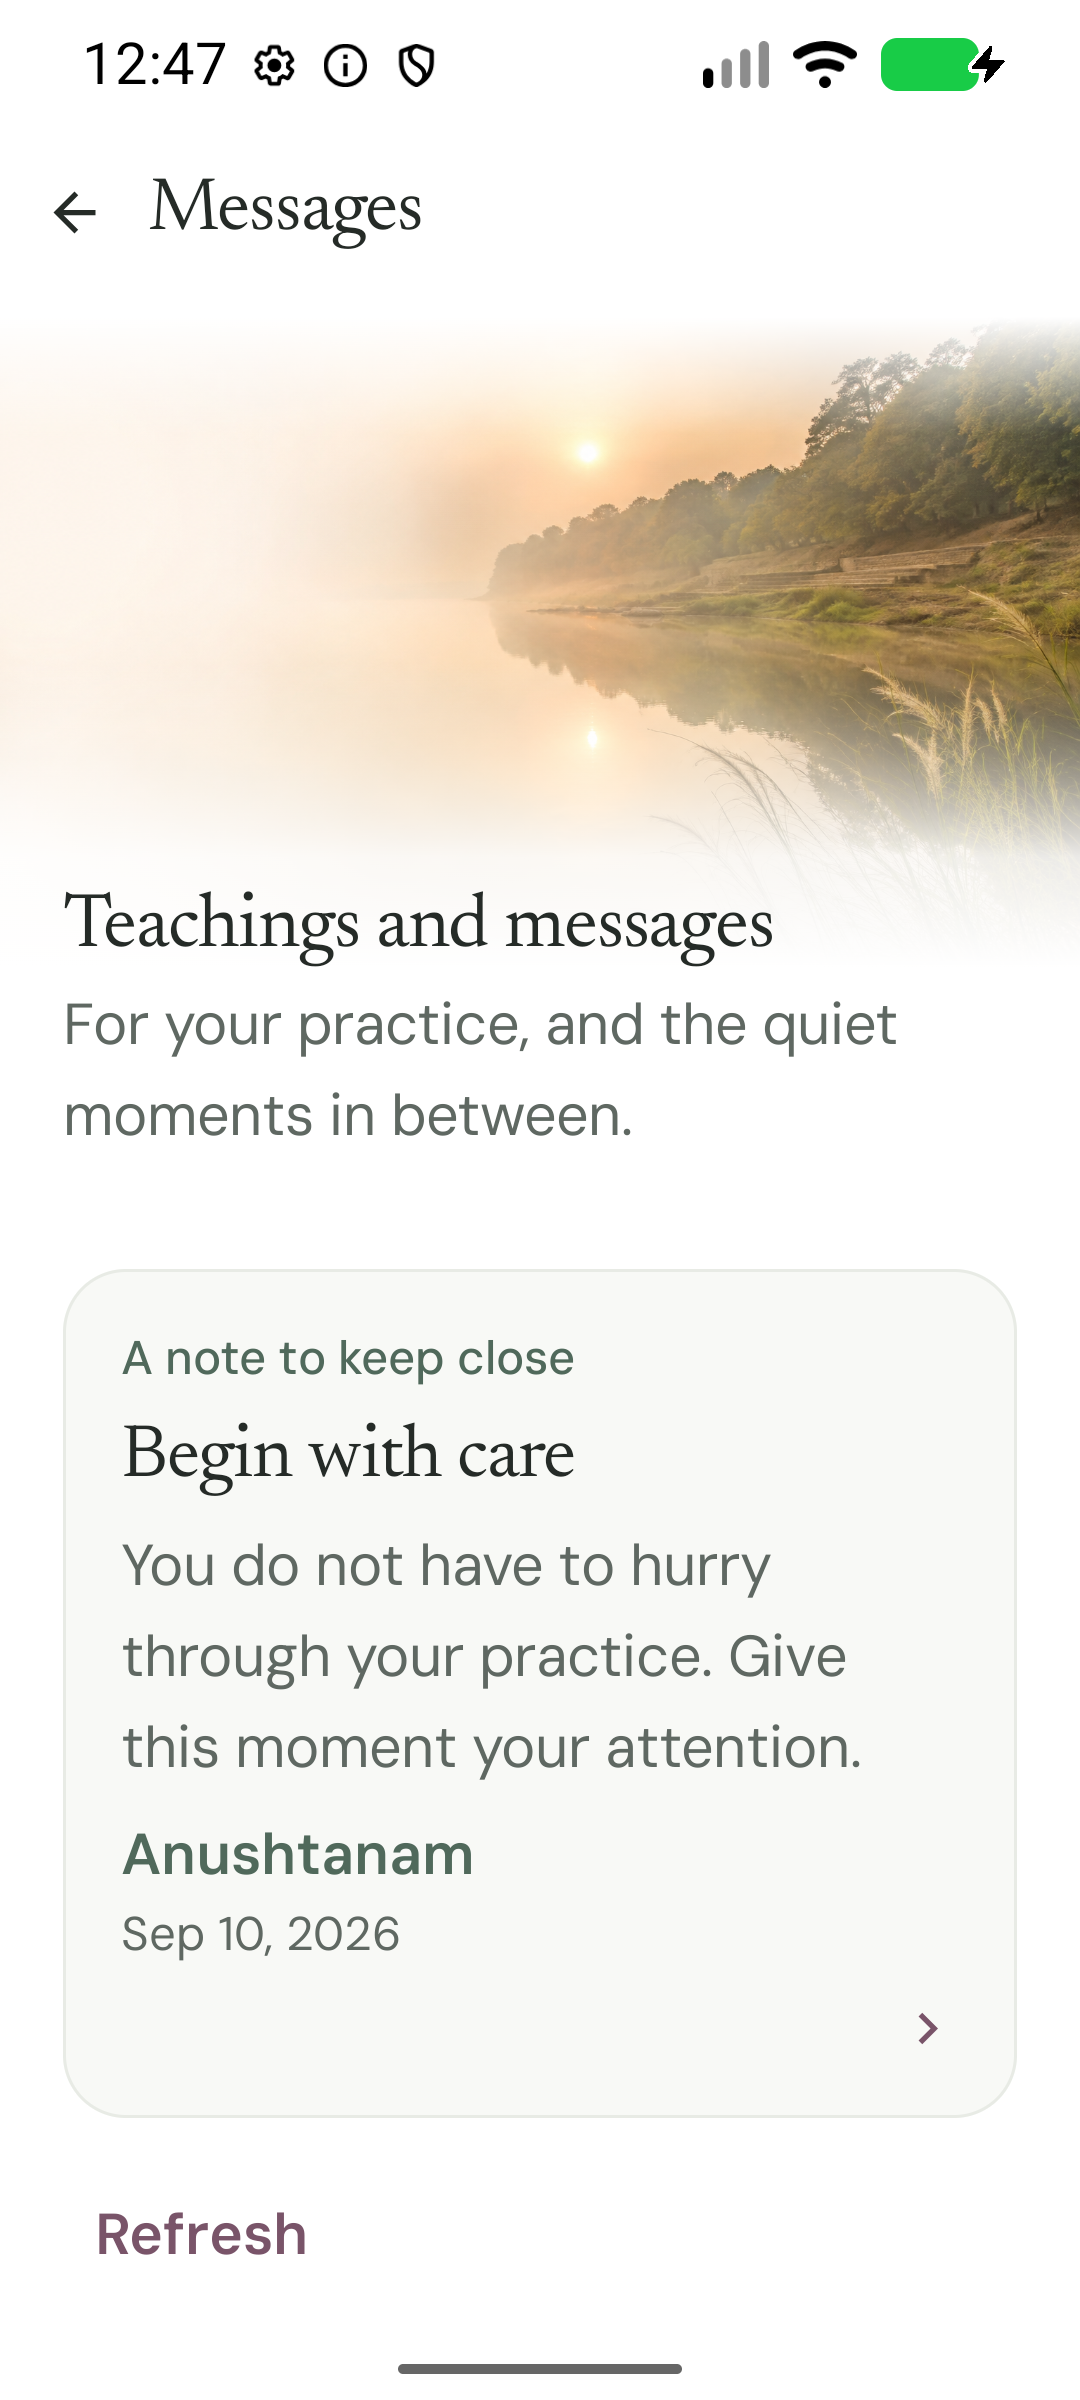 12:47
Messages
Teachings and messages
For your practice, and the quiet
moments in between.
A note to keep close
Begin with care
You do not have to hurry
through your practice. Give
this moment your attention.
Anushtanam
Sep 10, 2026
Refresh